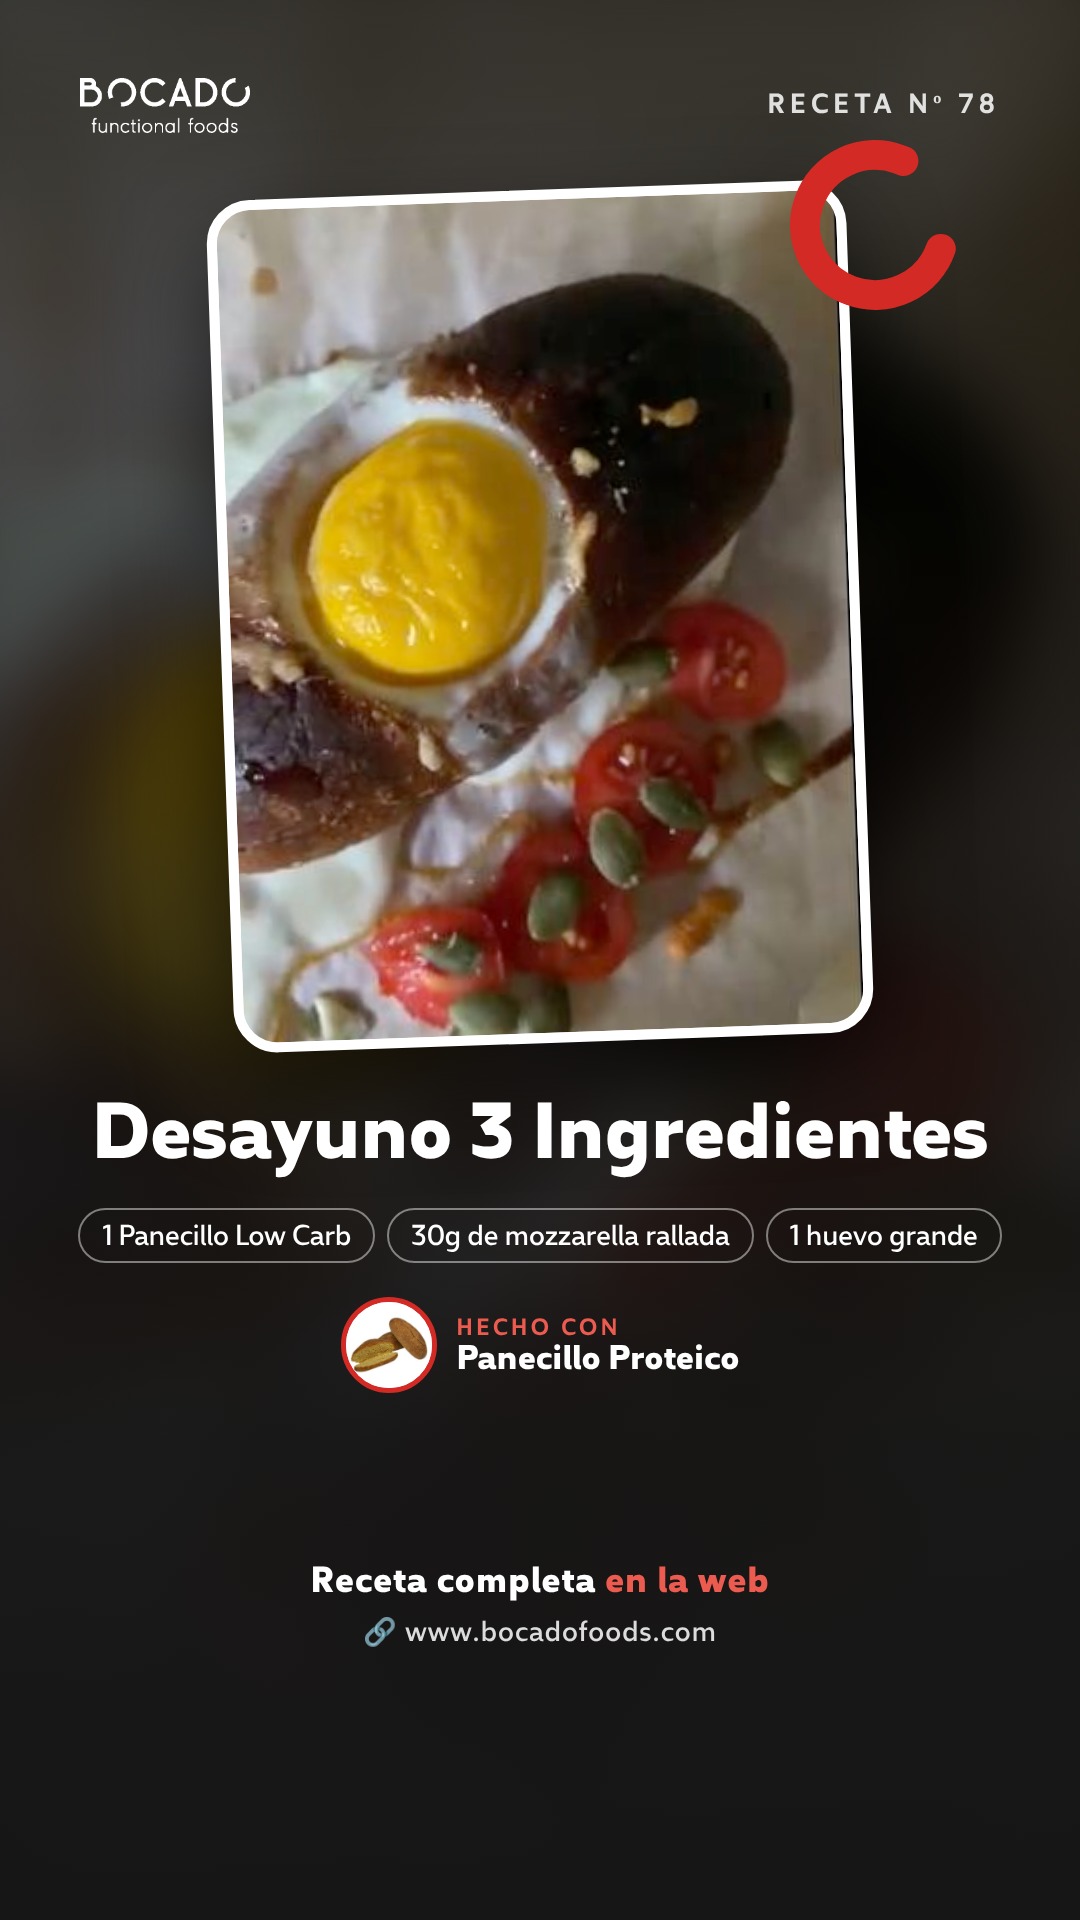 BOCADO
functional foods
RECETA Nº 78
Desayuno 3 Ingredientes
1 Panecillo Low Carb
30g de mozzarella rallada
1 huevo grande
HECHO CON
Panecillo Proteico
Receta completa en la web
www.bocadofoods.com